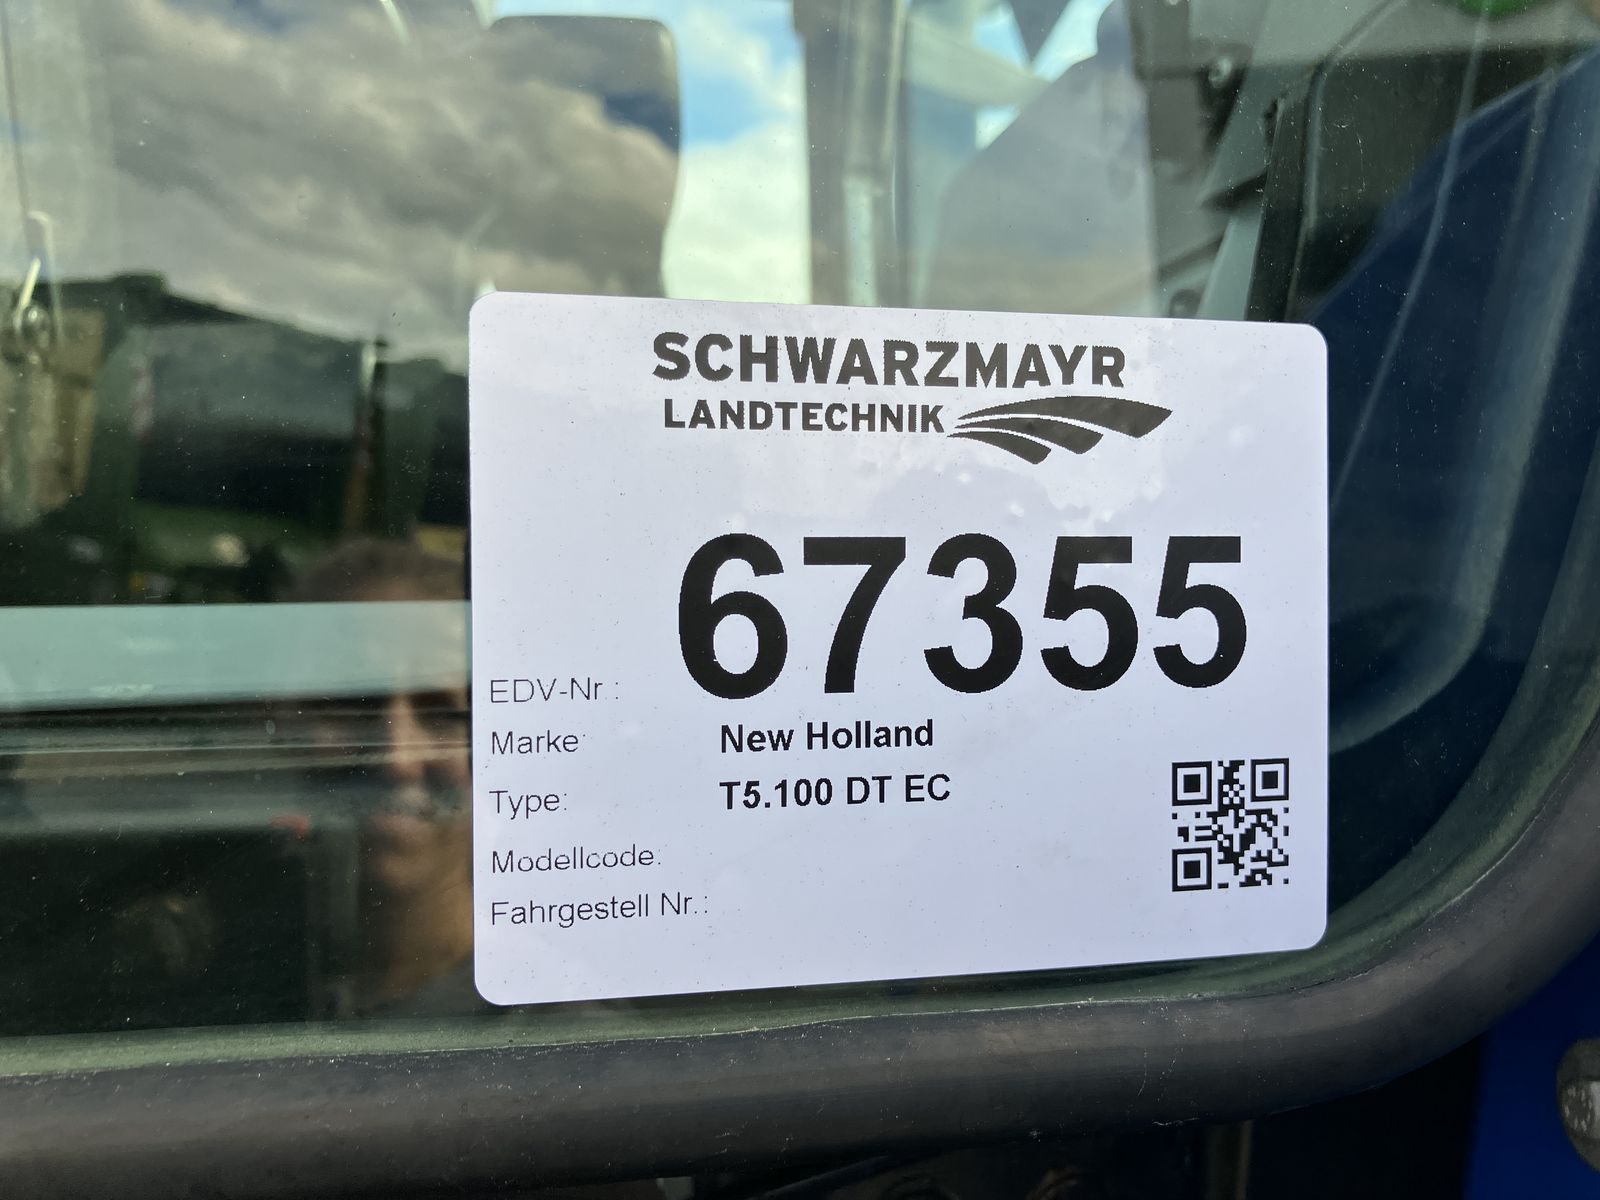 SCHWARZMAYR
LANDTECHNIK
EDV-Nr.: 67355
Marke: New Holland
Type: T5.100 DT EC
Modellcode:
Fahrgestell Nr.: